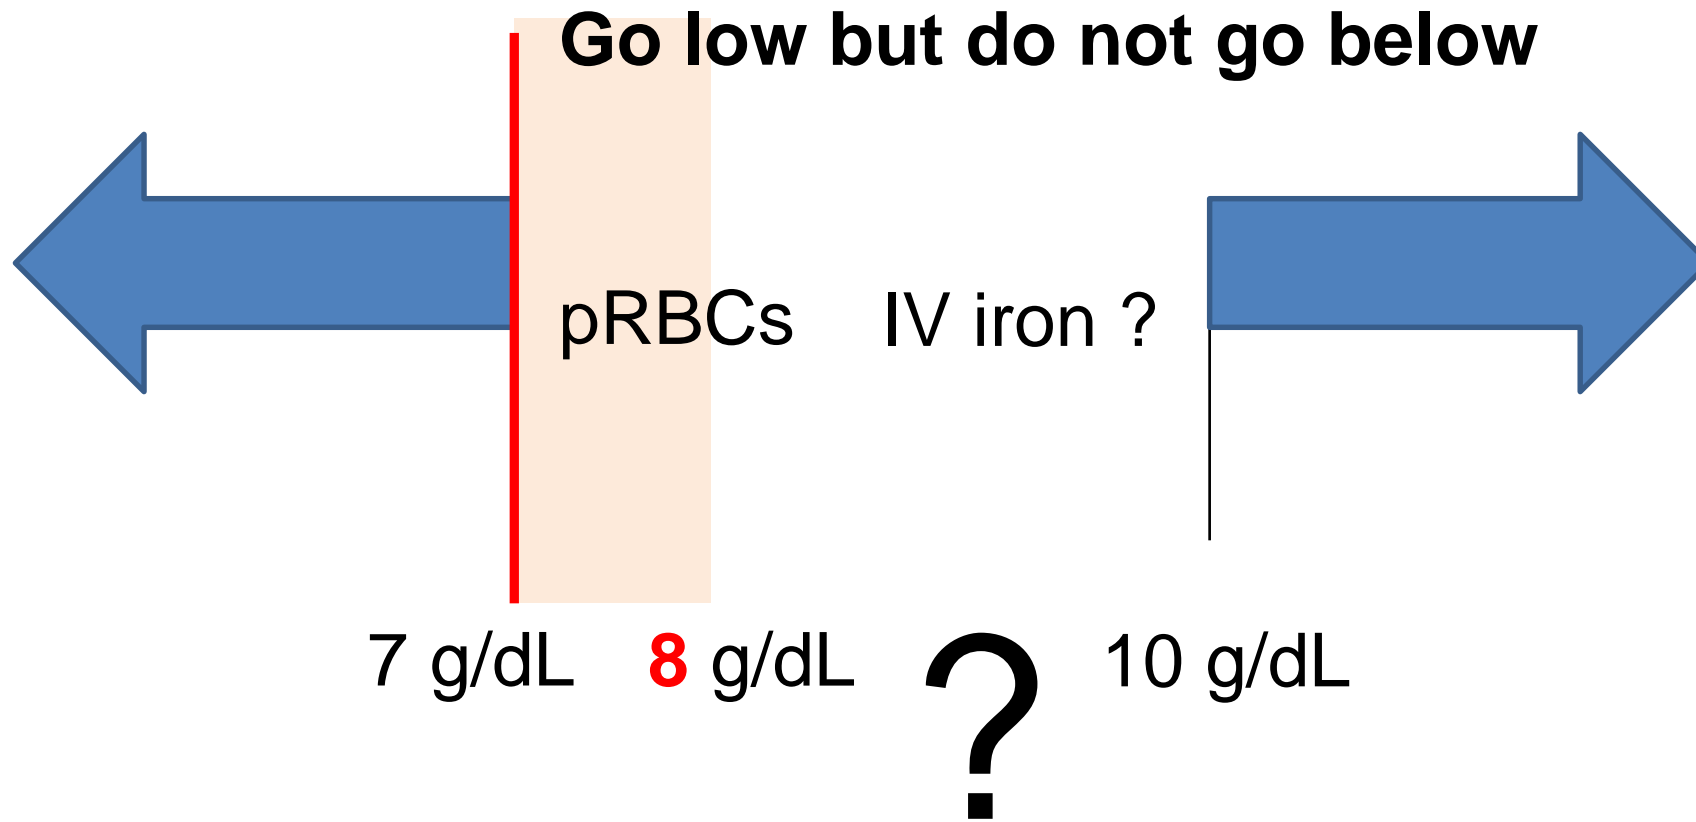 Go low but do not go below
pRBCs IV iron ?
7 g/dL 8 g/dL ? 10 g/dL